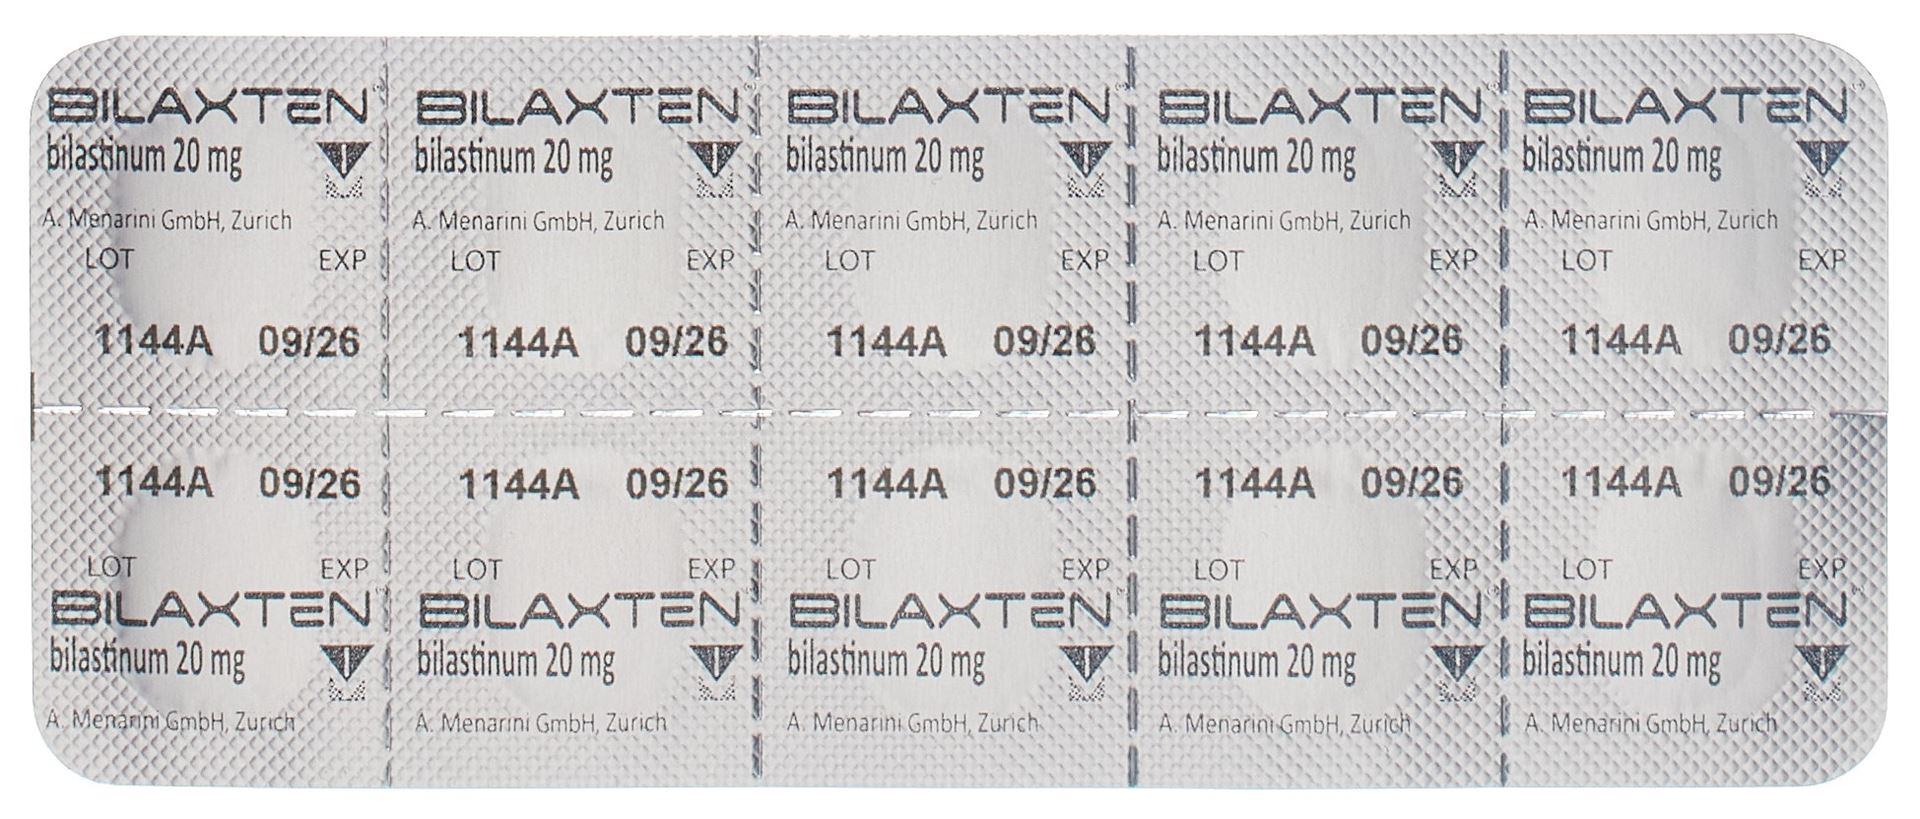 BILAXTEN®
bilastinum 20 mg
A. Menarini GmbH, Zurich
LOT EXP
1144A 09/26
BILAXTEN®
bilastinum 20 mg
A. Menarini GmbH, Zurich
LOT EXP
1144A 09/26
BILAXTEN®
bilastinum 20 mg
A. Menarini GmbH, Zurich
LOT EXP
1144A 09/26
BILAXTEN®
bilastinum 20 mg
A. Menarini GmbH, Zurich
LOT EXP
1144A 09/26
BILAXTEN®
bilastinum 20 mg
A. Menarini GmbH, Zurich
LOT EXP
1144A 09/26
1144A 09/26
LOT EXP
BILAXTEN®
bilastinum 20 mg
A. Menarini GmbH, Zurich
1144A 09/26
LOT EXP
BILAXTEN®
bilastinum 20 mg
A. Menarini GmbH, Zurich
1144A 09/26
LOT EXP
BILAXTEN®
bilastinum 20 mg
A. Menarini GmbH, Zurich
1144A 09/26
LOT EXP
BILAXTEN®
bilastinum 20 mg
A. Menarini GmbH, Zurich
1144A 09/26
LOT EXP
BILAXTEN®
bilastinum 20 mg
A. Menarini GmbH, Zurich